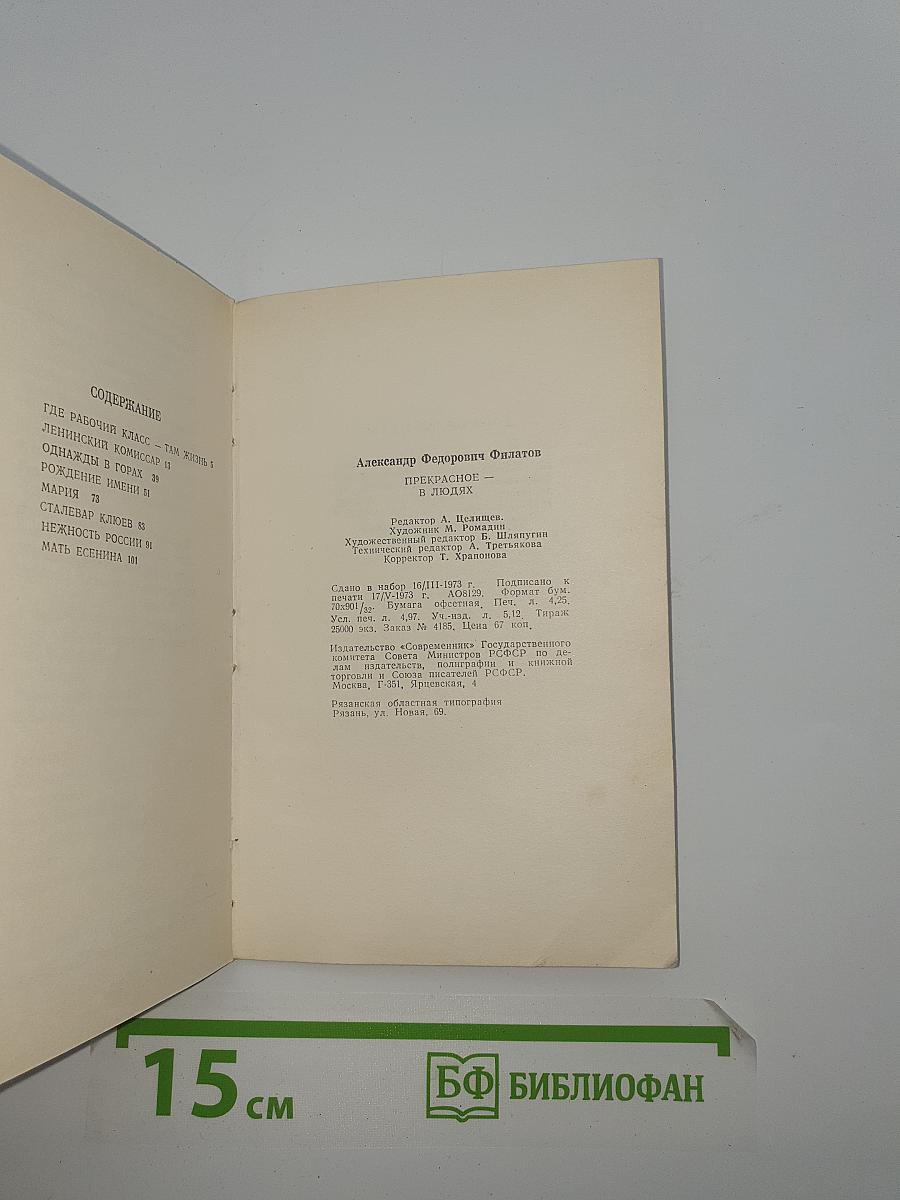 СОДЕРЖАНИЕ
ГДЕ РАБОЧИЙ КЛАСС — ТАМ ЖИЗНЬ 5
ЛЕНИНСКИЙ КОМИССАР 13
ОДНАЖДЫ В ГОРАХ 39
РОЖДЕНИЕ ИМЕНИ 51
МАРИЯ 73
СТАЛЕВАР КЛЮЕВ 83
НЕЖНОСТЬ РОССИИ 91
МАТЬ ЕСЕНИНА 101
Александр Федорович Филатов
ПРЕКРАСНОЕ —
В ЛЮДЯХ
Редактор А. Целищев.
Художник М. Ромадин
Художественный редактор Б. Шляпугин
Технический редактор А. Третьякова
Корректор Т. Храпонова
Сдано в набор 16/III-1973 г. Подписано к
печати 17/V-1973 г. АО8129. Формат бум.
70х901/32. Бумага офсетная. Печ. л. 4,25.
Усл. печ. л. 4,97. Уч.-изд. л. 5,12. Тираж
25000 экз. Заказ № 4185. Цена 67 коп.
Издательство «Современник» Государственного
комитета Совета Министров РСФСР по де-
лам издательств, полиграфии и книжной
торговли и Союза писателей РСФСР.
Москва, Г-351, Ярцевская, 4
Рязанская областная типография
Рязань, ул. Новая, 69.
15 см
БФ БИБЛИОФАН